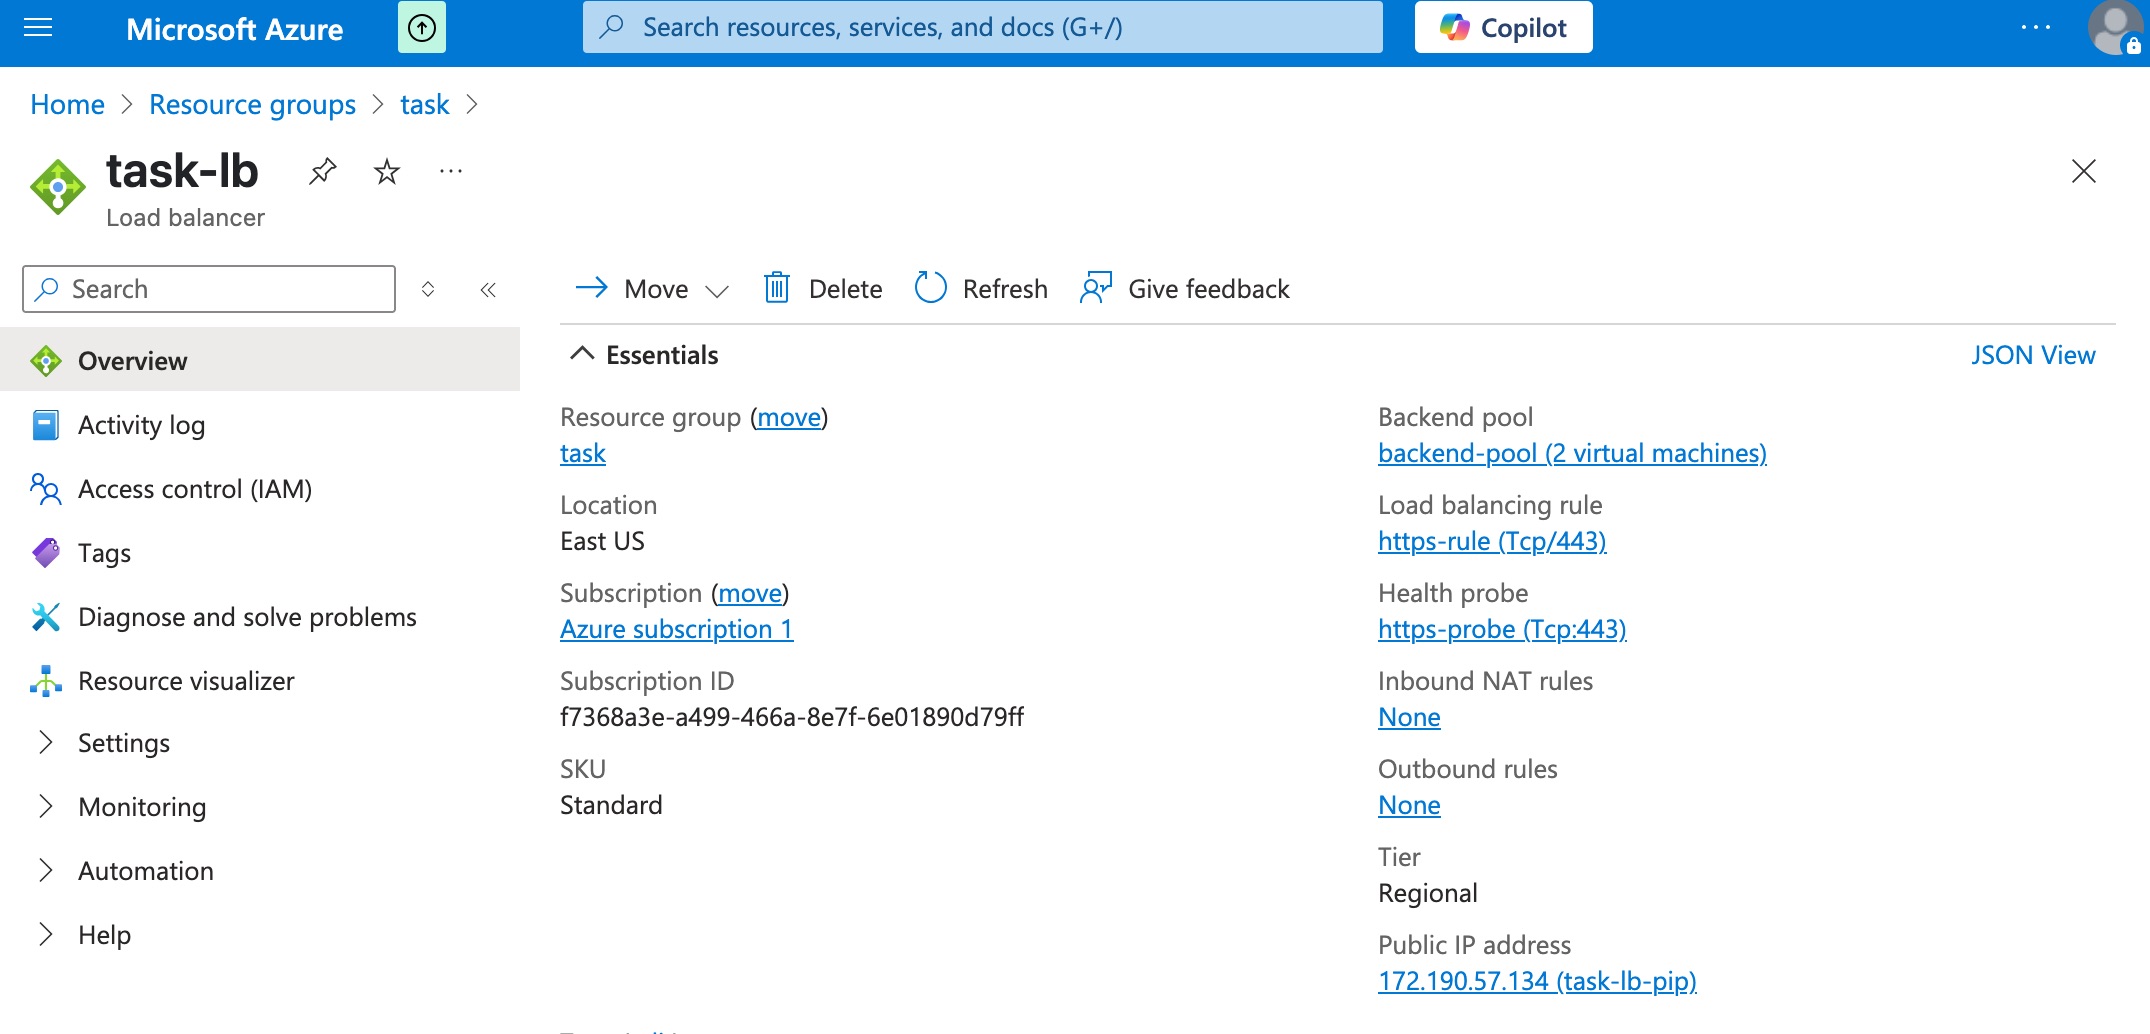 Microsoft Azure
Search resources, services, and docs (G+/)
Copilot
Home > Resource groups > task >
task-lb
Load balancer
Search
Overview
Activity log
Access control (IAM)
Tags
Diagnose and solve problems
Resource visualizer
Settings
Monitoring
Automation
Help
Move
Delete
Refresh
Give feedback
Essentials
JSON View
Resource group (move)
task
Location
East US
Subscription (move)
Azure subscription 1
Subscription ID
f7368a3e-a499-466a-8e7f-6e01890d79ff
SKU
Standard
Backend pool
backend-pool (2 virtual machines)
Load balancing rule
https-rule (Tcp/443)
Health probe
https-probe (Tcp:443)
Inbound NAT rules
None
Outbound rules
None
Tier
Regional
Public IP address
172.190.57.134 (task-lb-pip)